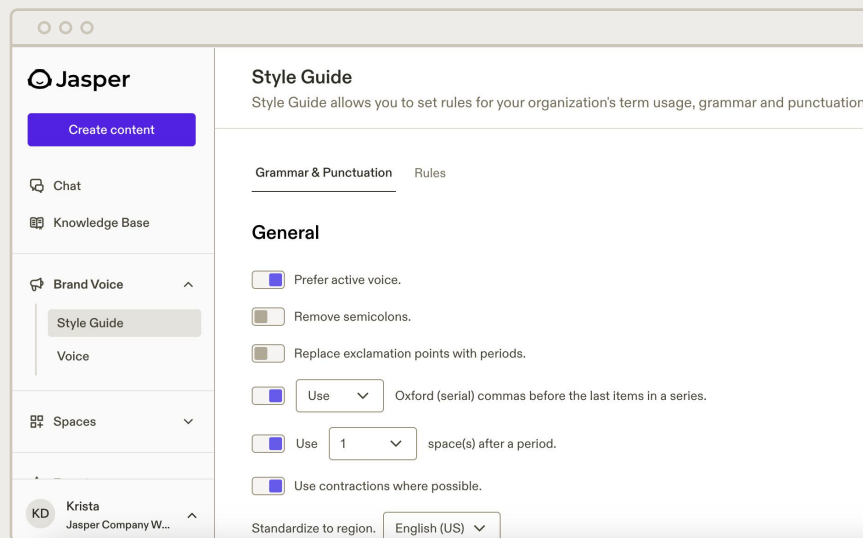 Jasper
Create content
Chat
Knowledge Base
Brand Voice
Style Guide
Voice
Spaces
KD
Krista
Jasper Company W...
Style Guide
Style Guide allows you to set rules for your organization's term usage, grammar and punctuation
Grammar & Punctuation
Rules
General
Prefer active voice.
Remove semicolons.
Replace exclamation points with periods.
Use Oxford (serial) commas before the last items in a series.
Use 1 space(s) after a period.
Use contractions where possible.
Standardize to region. English (US)